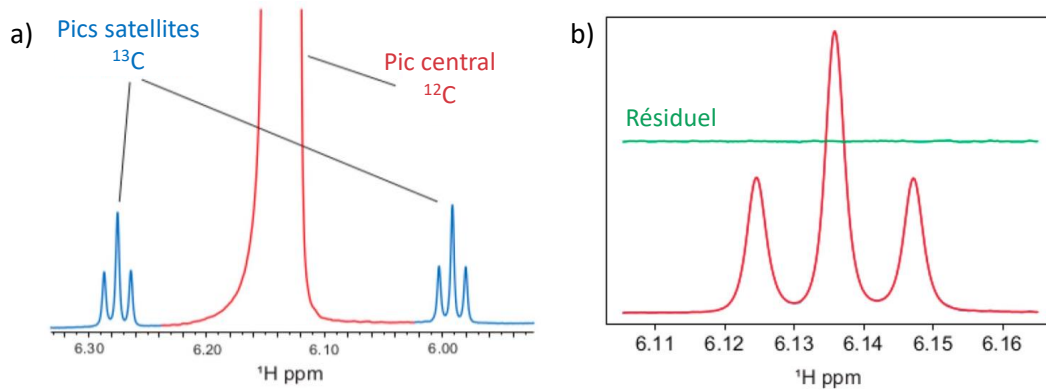 a)
Pics satellites
¹³C
Pic central
¹²C
6.30
6.20
6.10
6.00
¹H ppm
b)
Résiduel
6.11
6.12
6.13
6.14
6.15
6.16
¹H ppm